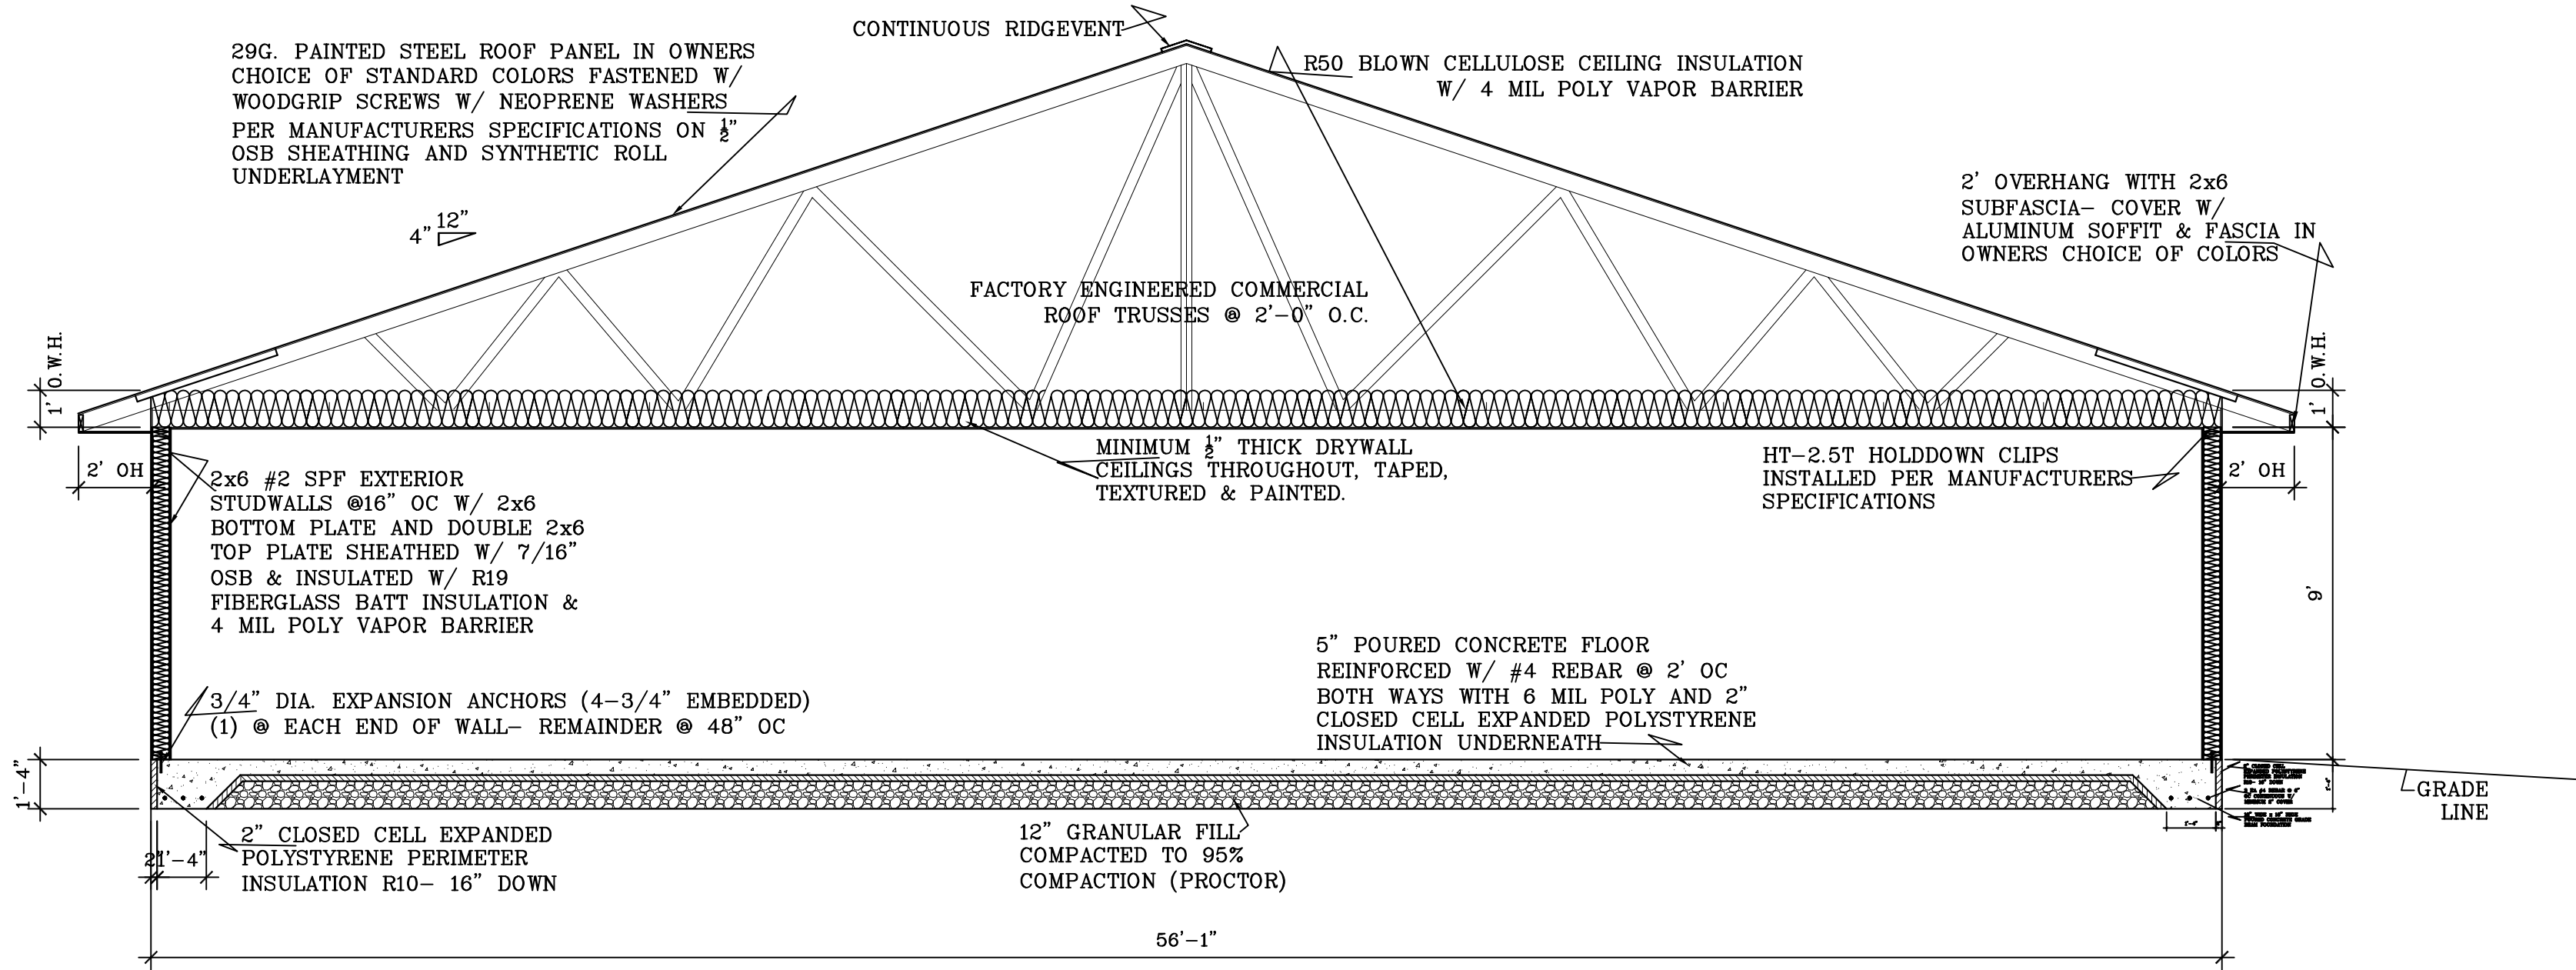 CONTINUOUS RIDGEVENT
29G. PAINTED STEEL ROOF PANEL IN OWNERS
CHOICE OF STANDARD COLORS FASTENED W/
WOODGRIP SCREWS W/ NEOPRENE WASHERS
PER MANUFACTURERS SPECIFICATIONS ON ½"
OSB SHEATHING AND SYNTHETIC ROLL
UNDERLAYMENT
R50 BLOWN CELLULOSE CEILING INSULATION
W/ 4 MIL POLY VAPOR BARRIER
2' OVERHANG WITH 2x6
SUBFASCIA- COVER W/
ALUMINUM SOFFIT & FASCIA IN
OWNERS CHOICE OF COLORS
12"
4"
FACTORY ENGINEERED COMMERCIAL
ROOF TRUSSES @ 2'-0" O.C.
1' O.W.H.
1' O.W.H.
MINIMUM ½" THICK DRYWALL
CEILINGS THROUGHOUT, TAPED,
TEXTURED & PAINTED.
HT-2.5T HOLDDOWN CLIPS
INSTALLED PER MANUFACTURERS
SPECIFICATIONS
2' OH
2' OH
2x6 #2 SPF EXTERIOR
STUDWALLS @16" OC W/ 2x6
BOTTOM PLATE AND DOUBLE 2x6
TOP PLATE SHEATHED W/ 7/16"
OSB & INSULATED W/ R19
FIBERGLASS BATT INSULATION &
4 MIL POLY VAPOR BARRIER
9'
5" POURED CONCRETE FLOOR
REINFORCED W/ #4 REBAR @ 2' OC
BOTH WAYS WITH 6 MIL POLY AND 2"
CLOSED CELL EXPANDED POLYSTYRENE
INSULATION UNDERNEATH
3/4" DIA. EXPANSION ANCHORS (4-3/4" EMBEDDED)
(1) @ EACH END OF WALL- REMAINDER @ 48" OC
1'-4"
GRADE
LINE
2" CLOSED CELL EXPANDED
POLYSTYRENE PERIMETER
INSULATION R10- 16" DOWN
2"
1'-4"
12" GRANULAR FILL
COMPACTED TO 95%
COMPACTION (PROCTOR)
56'-1"